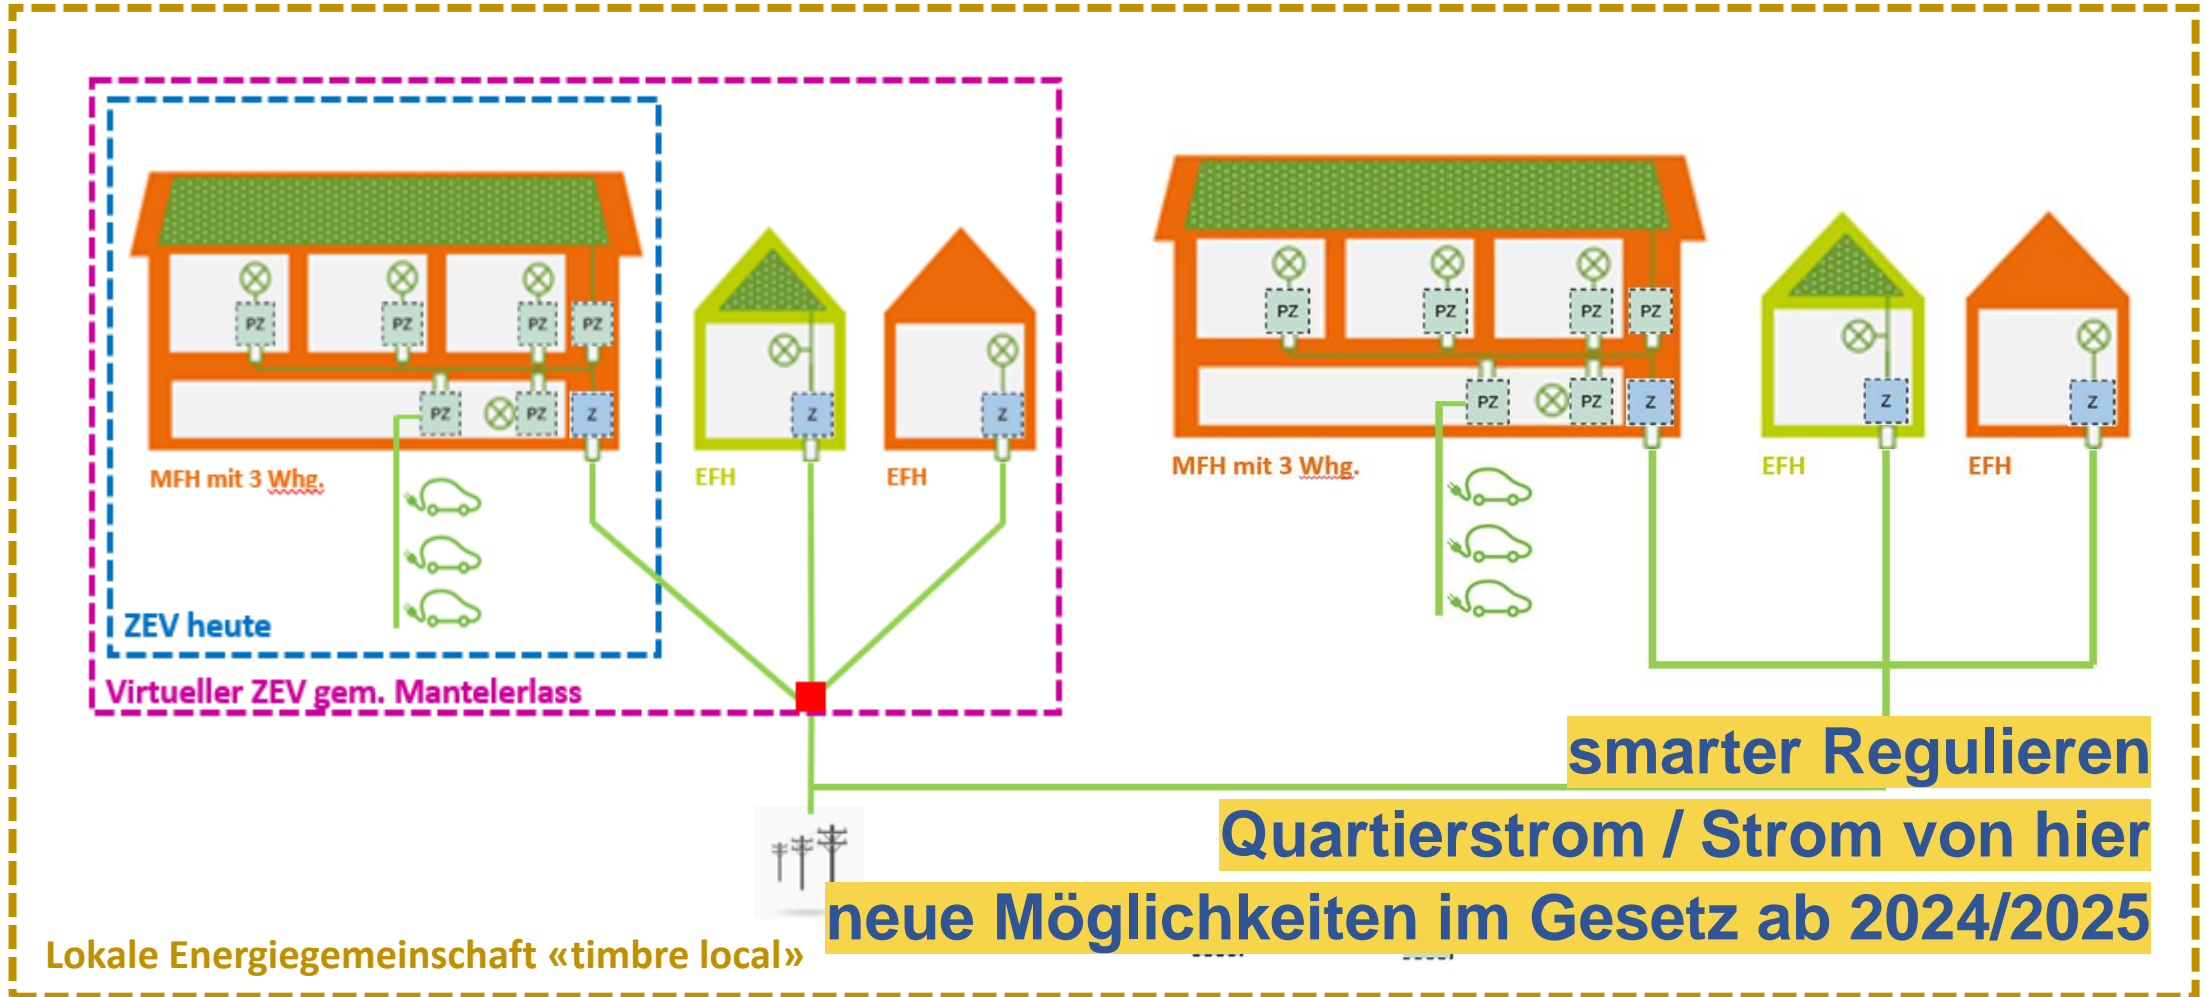 PZ
PZ
PZ
PZ
PZ
PZ
Z
MFH mit 3 Whg.
ZEV heute
Z
EFH
Z
EFH
Virtueller ZEV gem. Mantelerlass
PZ
PZ
PZ
PZ
PZ
PZ
Z
MFH mit 3 Whg.
Z
EFH
Z
EFH
smarter Regulieren
Quartierstrom / Strom von hier
neue Möglichkeiten im Gesetz ab 2024/2025
Lokale Energiegemeinschaft «timbre local»